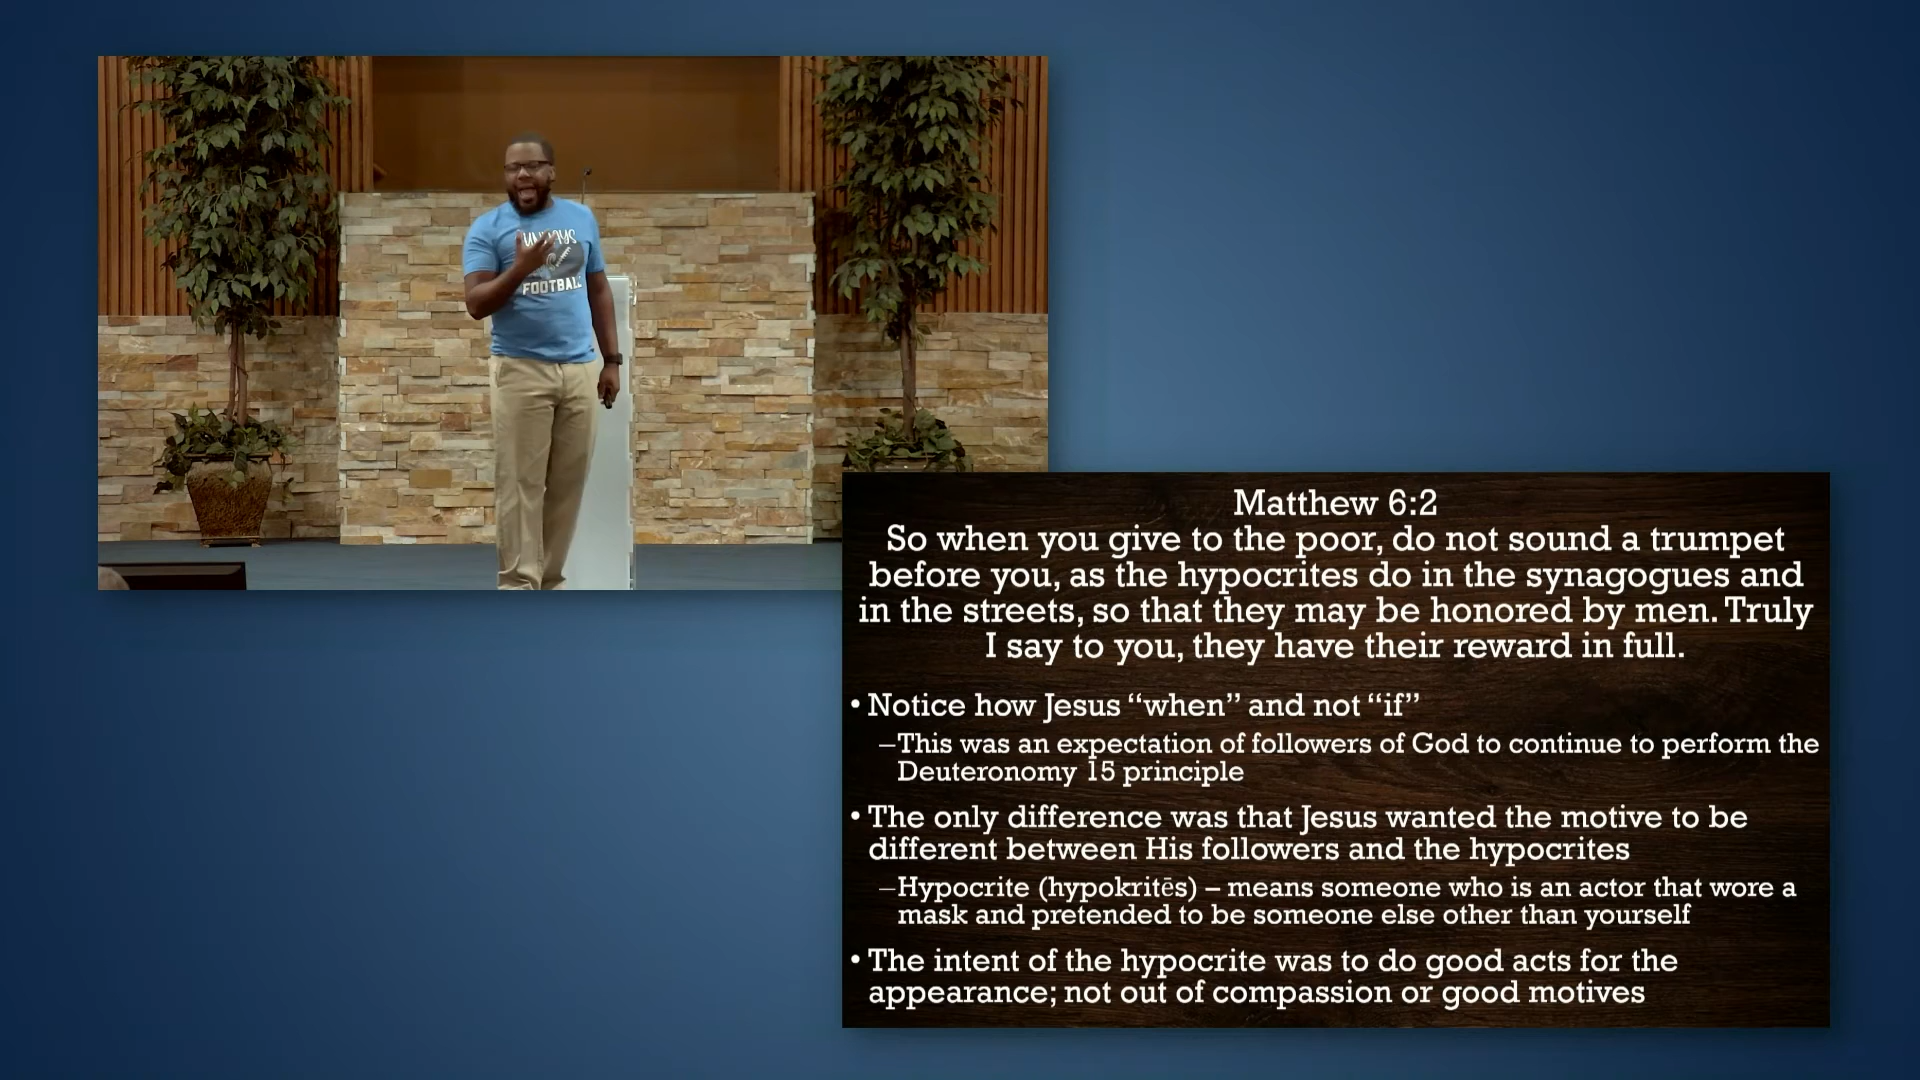 FOOTBALL
Matthew 6:2
So when you give to the poor, do not sound a trumpet
before you, as the hypocrites do in the synagogues and
in the streets, so that they may be honored by men. Truly
I say to you, they have their reward in full.
• Notice how Jesus “when” and not “if”
–This was an expectation of followers of God to continue to perform the
Deuteronomy 15 principle
• The only difference was that Jesus wanted the motive to be
different between His followers and the hypocrites
–Hypocrite (hypokritēs) – means someone who is an actor that wore a
mask and pretended to be someone else other than yourself
• The intent of the hypocrite was to do good acts for the
appearance; not out of compassion or good motives